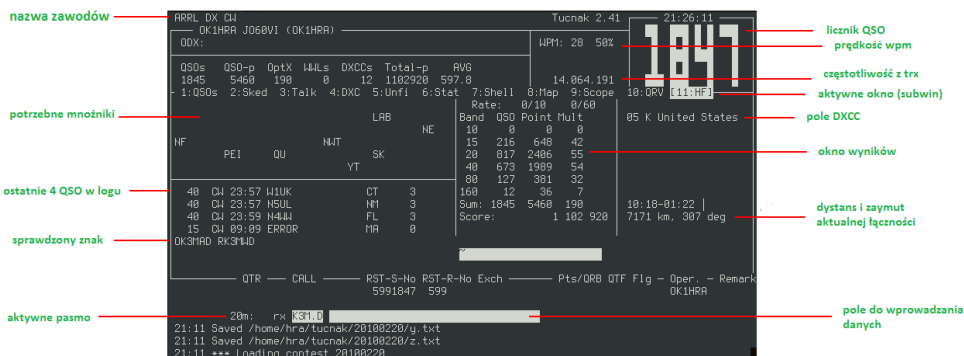 nazwa zawodów
ARRL DX CW Tucnak 2.41 21:26:11
OK1HRA JO60VI (OK1HRA)
1847
licznik QSO
ODX: WPM: 28 50%
prędkość wpm
QSOs QSO-p OptX WWLs DXCCs Total-p AVG
1845 5460 190 0 12 1102920 597.8 14.064.191
częstotliwość z trx
1:QSOs 2:Sked 3:Talk 4:DXC 5:Unfi 6:Stat 7:Shell 8:Map 9:Scope 10:QRV [11:HF]
aktywne okno (subwin)
potrzebne mnożniki
LAB
NE
NF NWT
PEI QU SK
YT
Rate: 0/10 0/60
Band QSO Point Mult
10 0 0 0
15 216 648 42
20 817 2406 55
40 673 1989 54
80 127 381 32
160 12 36 7
Sum: 1845 5460 190
Score: 1 102 920
okno wyników
05 K United States
pole DXCC
ostatnie 4 QSO w logu
40 CW 23:57 W1UK CT 3
40 CW 23:57 N5UL NM 3
40 CW 23:59 N4WW FL 3
15 CW 09:09 ERROR MA 0
10:18-01:22 |
7171 km, 307 deg
dystans i zaymut
aktualnej łączności
sprawdzony znak
OK3MAD RK3MWD
~
QTR CALL RST-S-No RST-R-No Exch Pts/QRB QTF Flg - Oper. - Remark
5991847 599 OK1HRA
aktywne pasmo
20m: rx K3M.D
pole do wprowadzania
danych
21:11 Saved /home/hra/tucnak/20100220/y.txt
21:11 Saved /home/hra/tucnak/20100220/z.txt
21:11 *** Loading contest 20100220